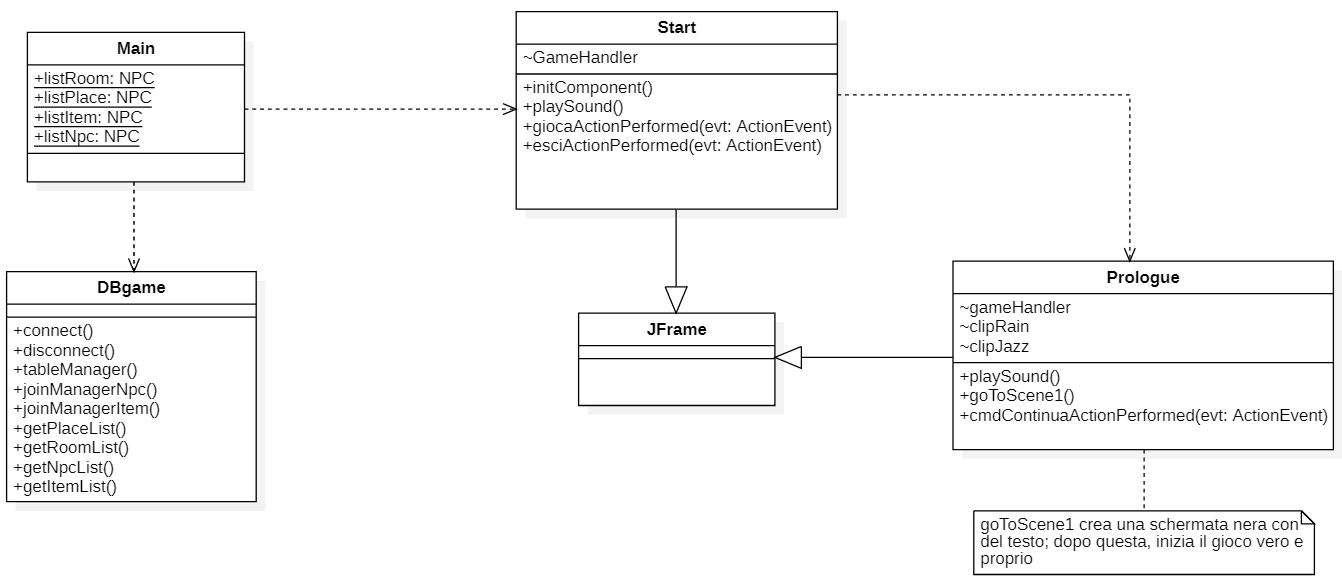 Main
+listRoom: NPC
+listPlace: NPC
+listItem: NPC
+listNpc: NPC
Start
~GameHandler
+initComponent()
+playSound()
+giocaActionPerformed(evt: ActionEvent)
+esciActionPerformed(evt: ActionEvent)
DBgame
+connect()
+disconnect()
+tableManager()
+joinManagerNpc()
+joinManagerItem()
+getPlaceList()
+getRoomList()
+getNpcList()
+getItemList()
JFrame
Prologue
~gameHandler
~clipRain
~clipJazz
+playSound()
+goToScene1()
+cmdContinuaActionPerformed(evt: ActionEvent)
goToScene1 crea una schermata nera con
del testo; dopo questa, inizia il gioco vero e
proprio